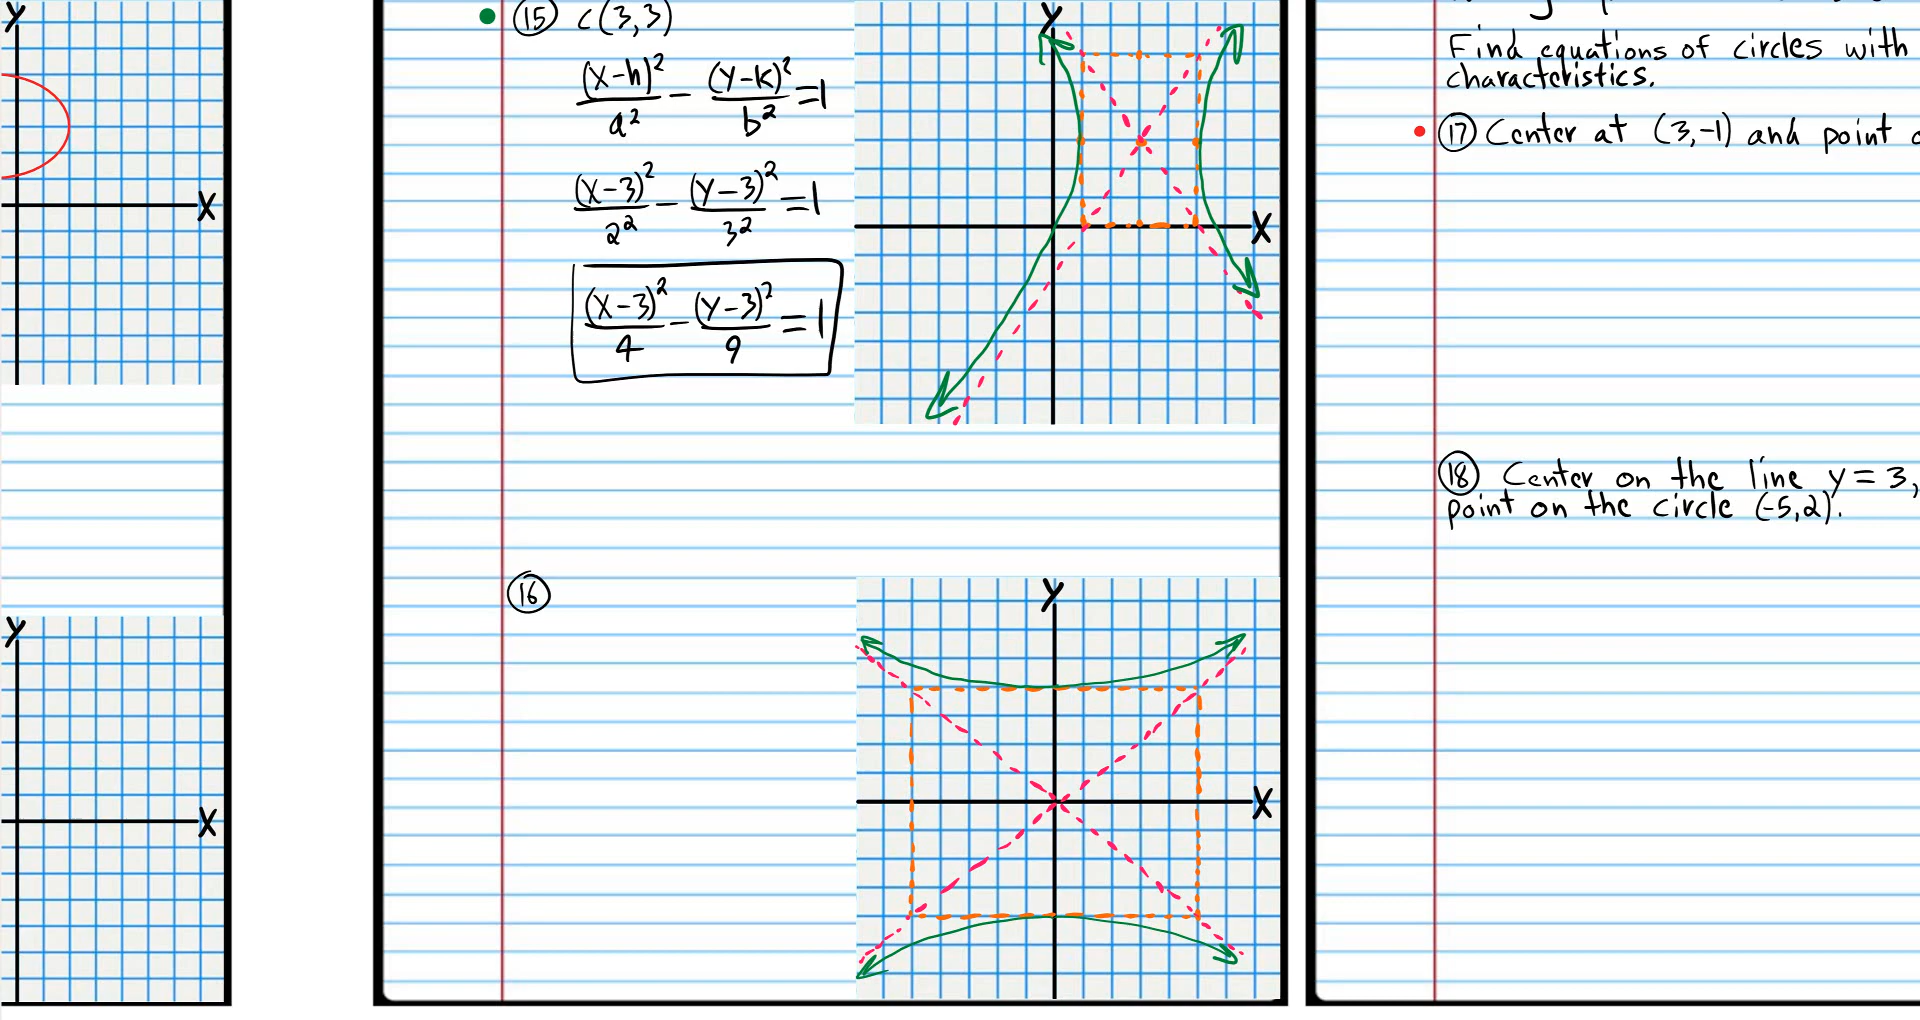 Y
X
Y
X
⑮ C(3,3)
(X-h)²/a² - (Y-k)²/b² = 1
(X-3)²/2² - (Y-3)²/3² = 1
(X-3)²/4 - (Y-3)²/9 = 1
Y
X
⑯
Y
X
Find equations of circles with
charactcristics.
⑰ Center at (3,-1) and point
⑱ Center on the line y = 3,
point on the circle (-5,2).